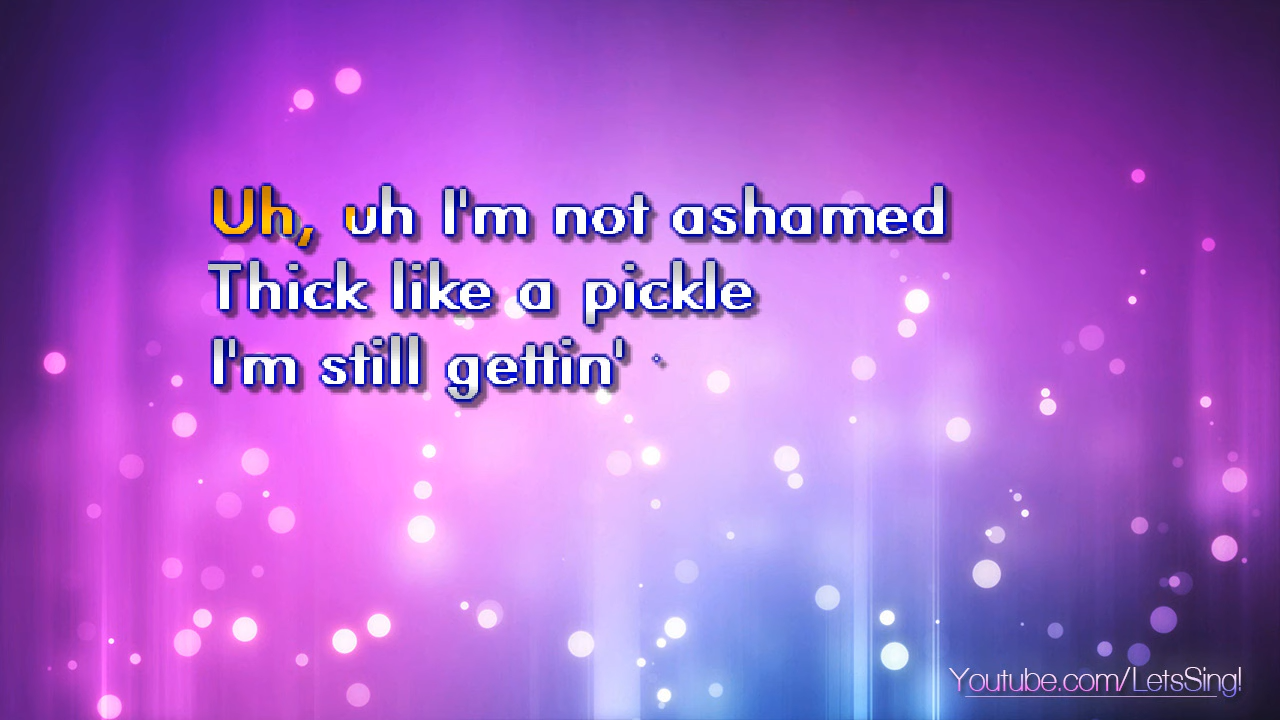 Uh, uh I'm not ashamed
Thick like a pickle
I'm still gettin'
Youtube.com/LetsSing!